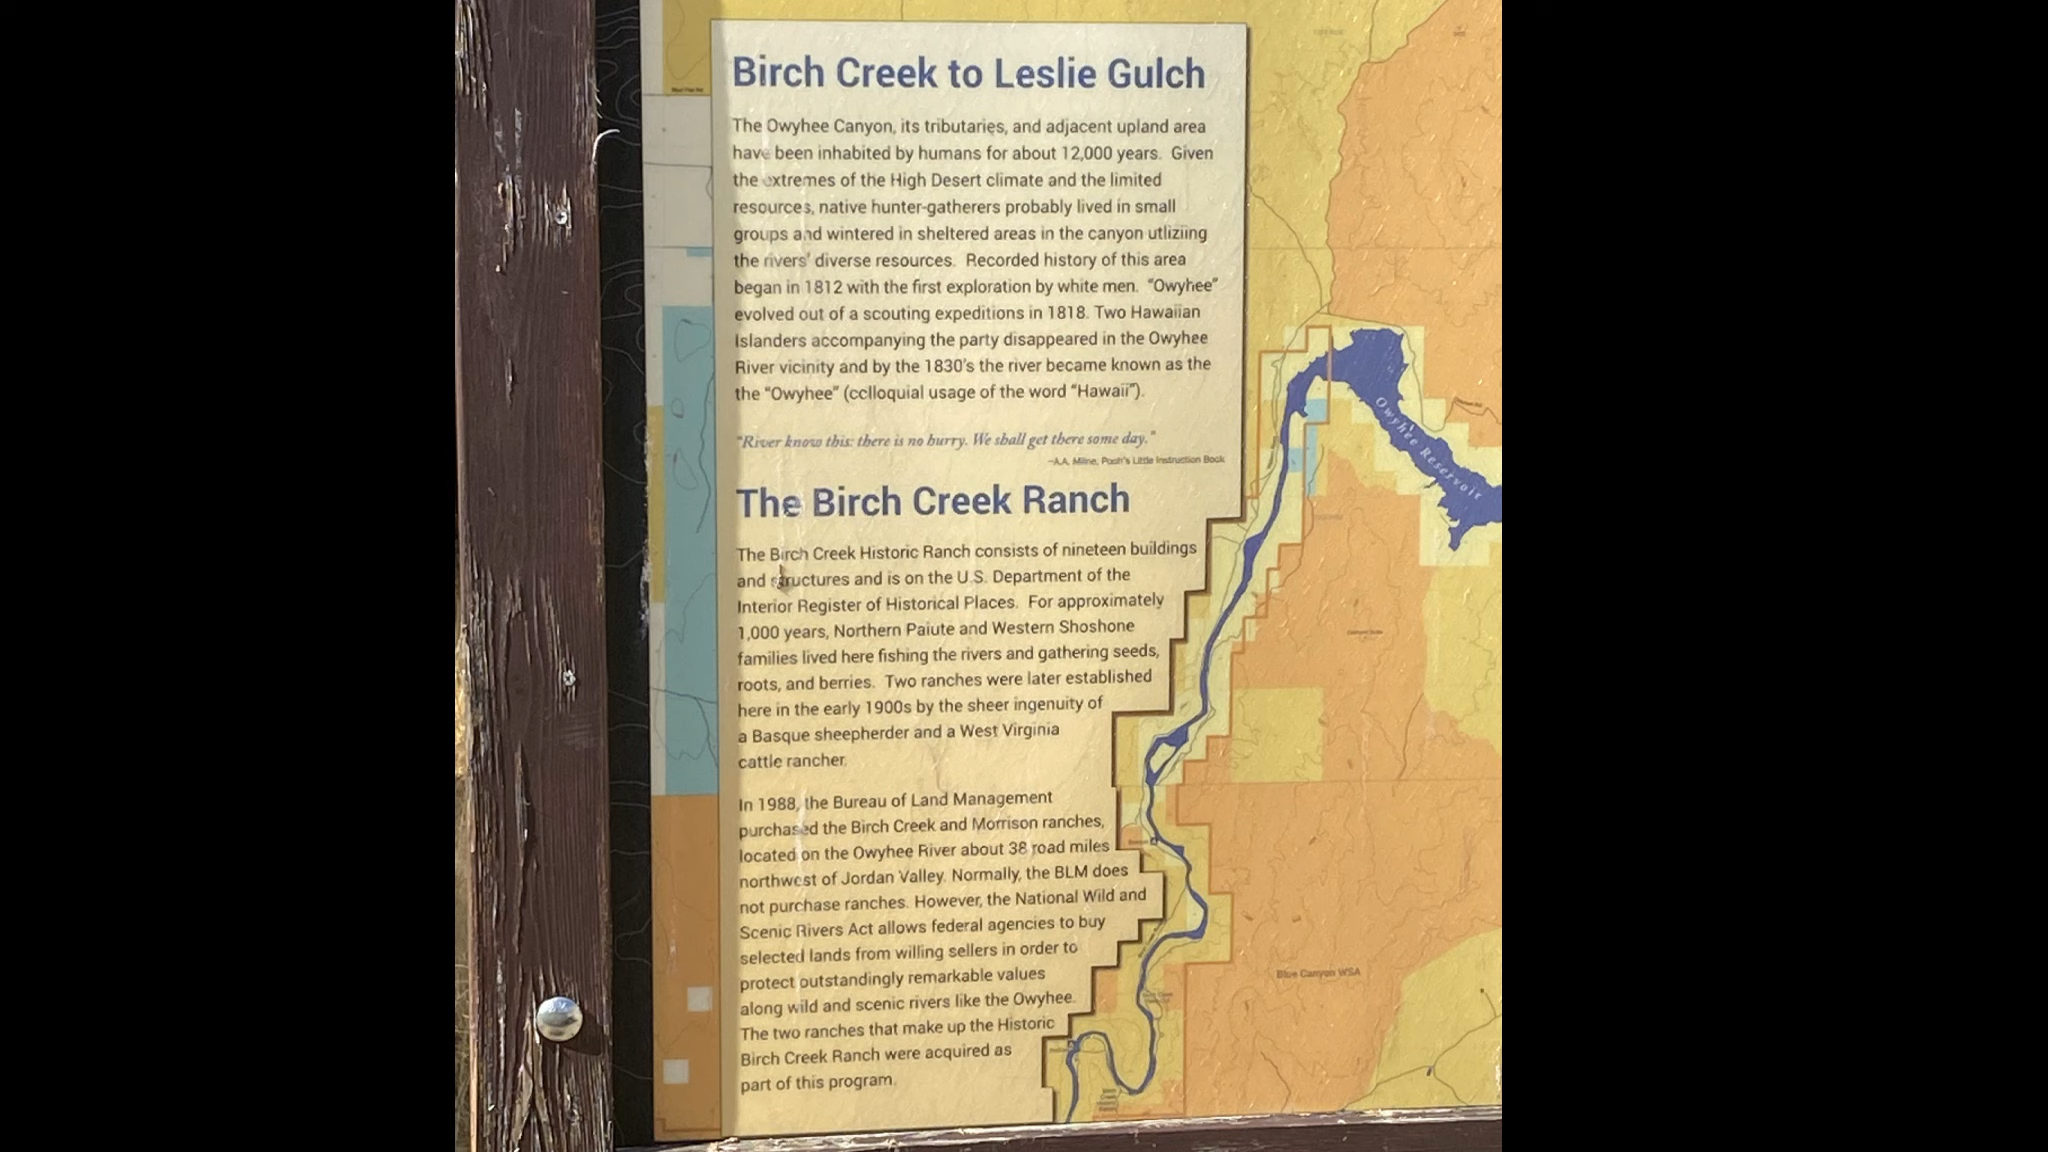 Birch Creek to Leslie Gulch
The Owyhee Canyon, its tributaries, and adjacent upland area
have been inhabited by humans for about 12,000 years. Given
the extremes of the High Desert climate and the limited
resources, native hunter-gatherers probably lived in small
groups and wintered in sheltered areas in the canyon utliziing
the rivers' diverse resources. Recorded history of this area
began in 1812 with the first exploration by white men. "Owyhee"
evolved out of a scouting expeditions in 1818. Two Hawaiian
Islanders accompanying the party disappeared in the Owyhee
River vicinity and by the 1830's the river became known as the
the "Owyhee" (colloquial usage of the word "Hawaii").
"River know this: there is no hurry. We shall get there some day."
~A.A. Milne, Pooh's Little Instruction Book
The Birch Creek Ranch
The Birch Creek Historic Ranch consists of nineteen buildings
and structures and is on the U.S. Department of the
Interior Register of Historical Places. For approximately
1,000 years, Northern Paiute and Western Shoshone
families lived here fishing the rivers and gathering seeds,
roots, and berries. Two ranches were later established
here in the early 1900s by the sheer ingenuity of
a Basque sheepherder and a West Virginia
cattle rancher.
In 1988, the Bureau of Land Management
purchased the Birch Creek and Morrison ranches,
located on the Owyhee River about 38 road miles
northwest of Jordan Valley. Normally, the BLM does
not purchase ranches. However, the National Wild and
Scenic Rivers Act allows federal agencies to buy
selected lands from willing sellers in order to
protect outstandingly remarkable values
along wild and scenic rivers like the Owyhee.
The two ranches that make up the Historic
Birch Creek Ranch were acquired as
part of this program.
Owyhee Reservoir
Blue Canyon WSA